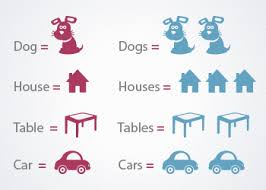 Dog = Dogs =
House = Houses =
Table = Tables =
Car = Cars =